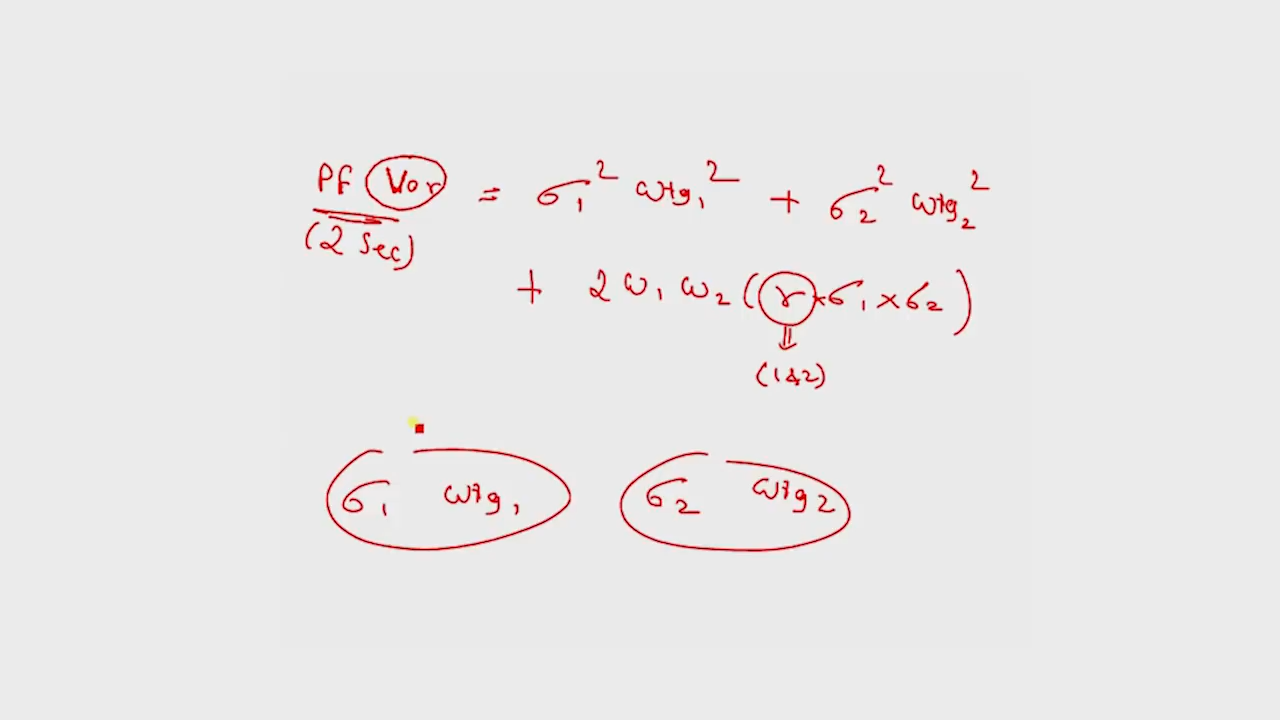 PF Var = σ₁² wtg₁² + σ₂² wtg₂²
(2 Sec)
+ 2 w₁ w₂ (r × σ₁ × σ₂)
(1&2)
σ₁ wtg₁ σ₂ wtg₂